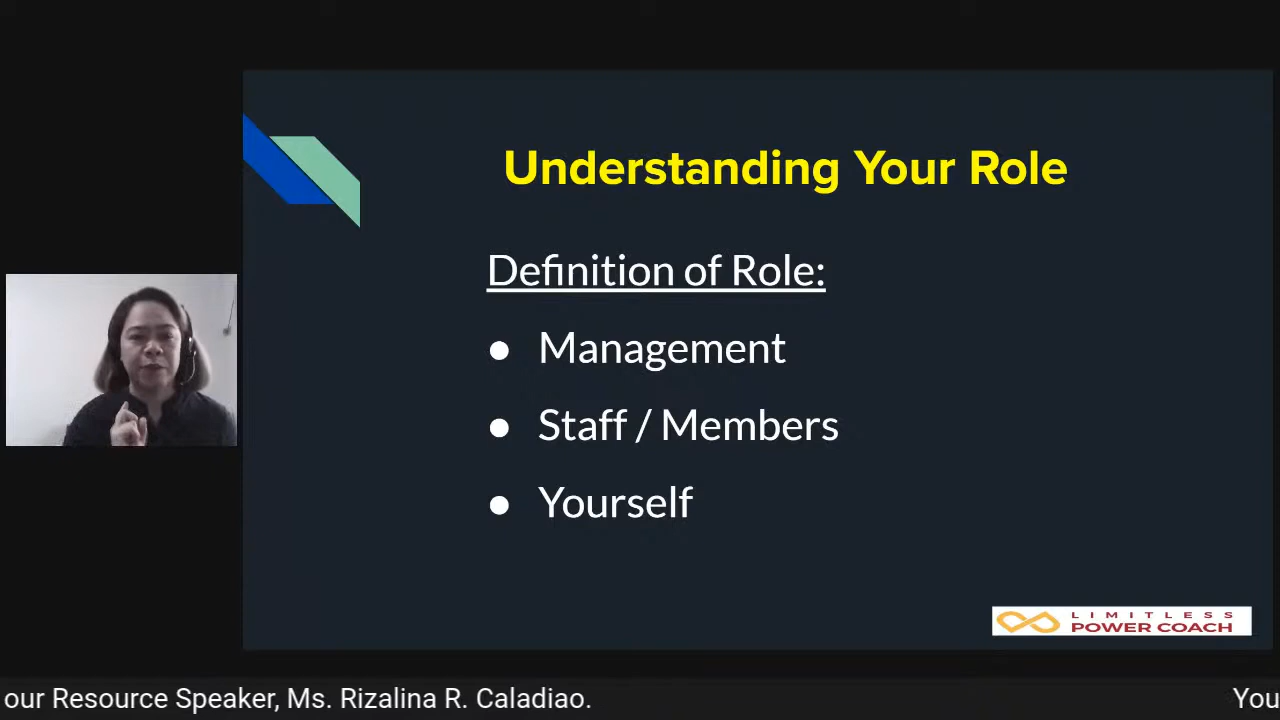 Understanding Your Role
Definition of Role:
● Management
● Staff / Members
● Yourself
LIMITLESS
POWER COACH
our Resource Speaker, Ms. Rizalina R. Caladiao.
You